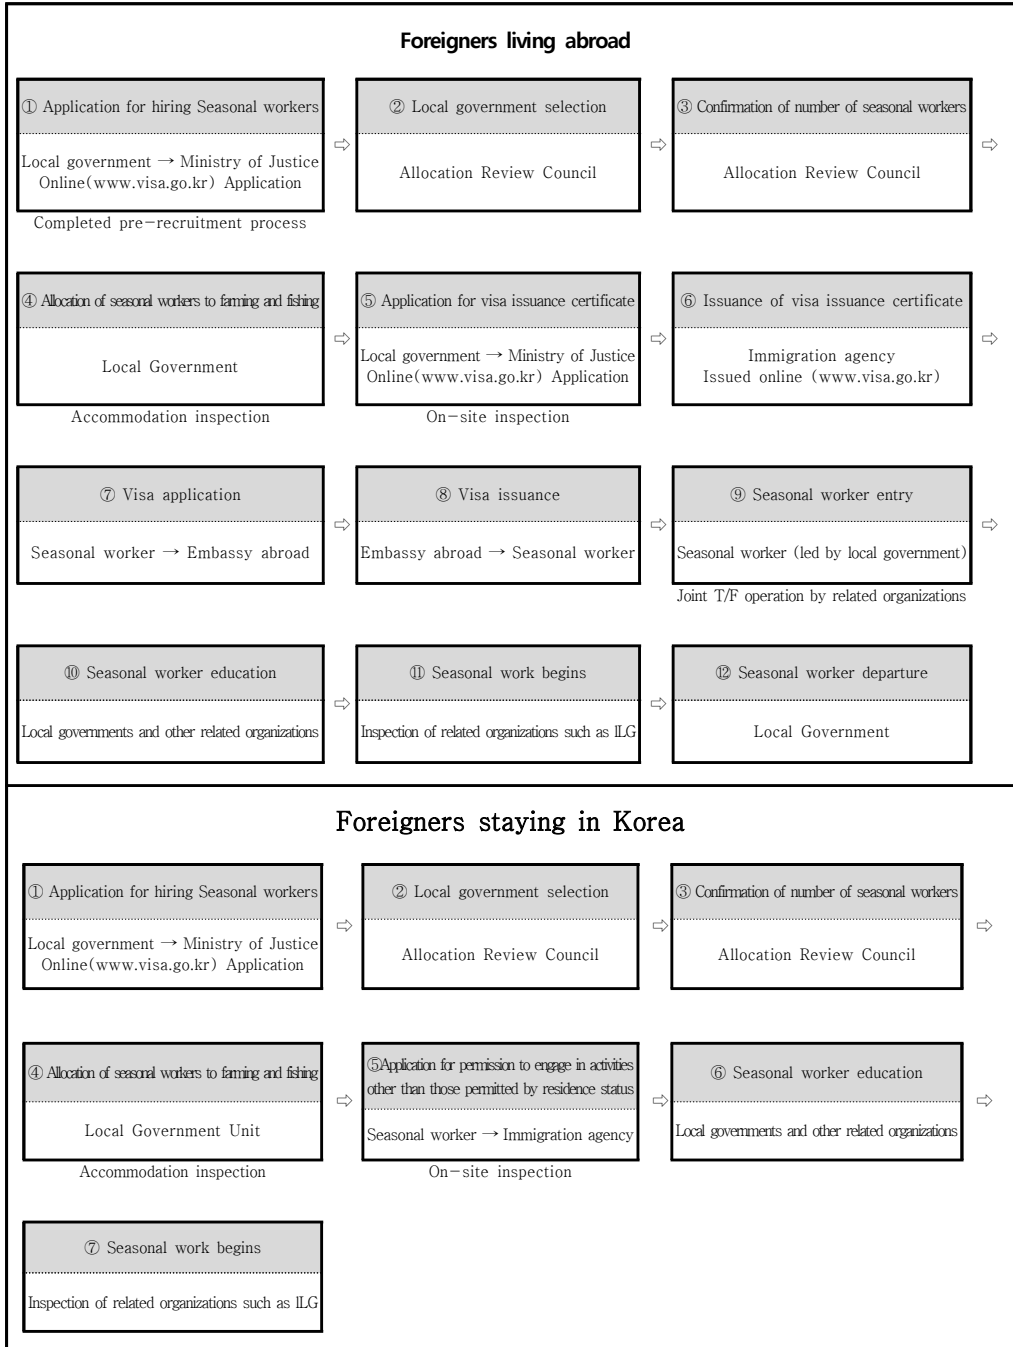 Foreigners living abroad
① Application for hiring Seasonal workers
Local government → Ministry of Justice
Online(www.visa.go.kr) Application
Completed pre-recruitment process
⇨
② Local government selection
Allocation Review Council
⇨
③ Confirmation of number of seasonal workers
Allocation Review Council
⇨
④ Allocation of seasonal workers to farming and fishing
Local Government
Accommodation inspection
⇨
⑤ Application for visa issuance certificate
Local government → Ministry of Justice
Online(www.visa.go.kr) Application
On-site inspection
⇨
⑥ Issuance of visa issuance certificate
Immigration agency
Issued online (www.visa.go.kr)
⇨
⑦ Visa application
Seasonal worker → Embassy abroad
⇨
⑧ Visa issuance
Embassy abroad → Seasonal worker
⇨
⑨ Seasonal worker entry
Seasonal worker (led by local government)
Joint T/F operation by related organizations
⇨
⑩ Seasonal worker education
Local governments and other related organizations
⇨
⑪ Seasonal work begins
Inspection of related organizations such as ILG
⇨
⑫ Seasonal worker departure
Local Government
Foreigners staying in Korea
① Application for hiring Seasonal workers
Local government → Ministry of Justice
Online(www.visa.go.kr) Application
⇨
② Local government selection
Allocation Review Council
⇨
③ Confirmation of number of seasonal workers
Allocation Review Council
⇨
④ Allocation of seasonal workers to farming and fishing
Local Government Unit
Accommodation inspection
⇨
⑤Application for permission to engage in activities
other than those permitted by residence status
Seasonal worker → Immigration agency
On-site inspection
⇨
⑥ Seasonal worker education
Local governments and other related organizations
⇨
⑦ Seasonal work begins
Inspection of related organizations such as ILG